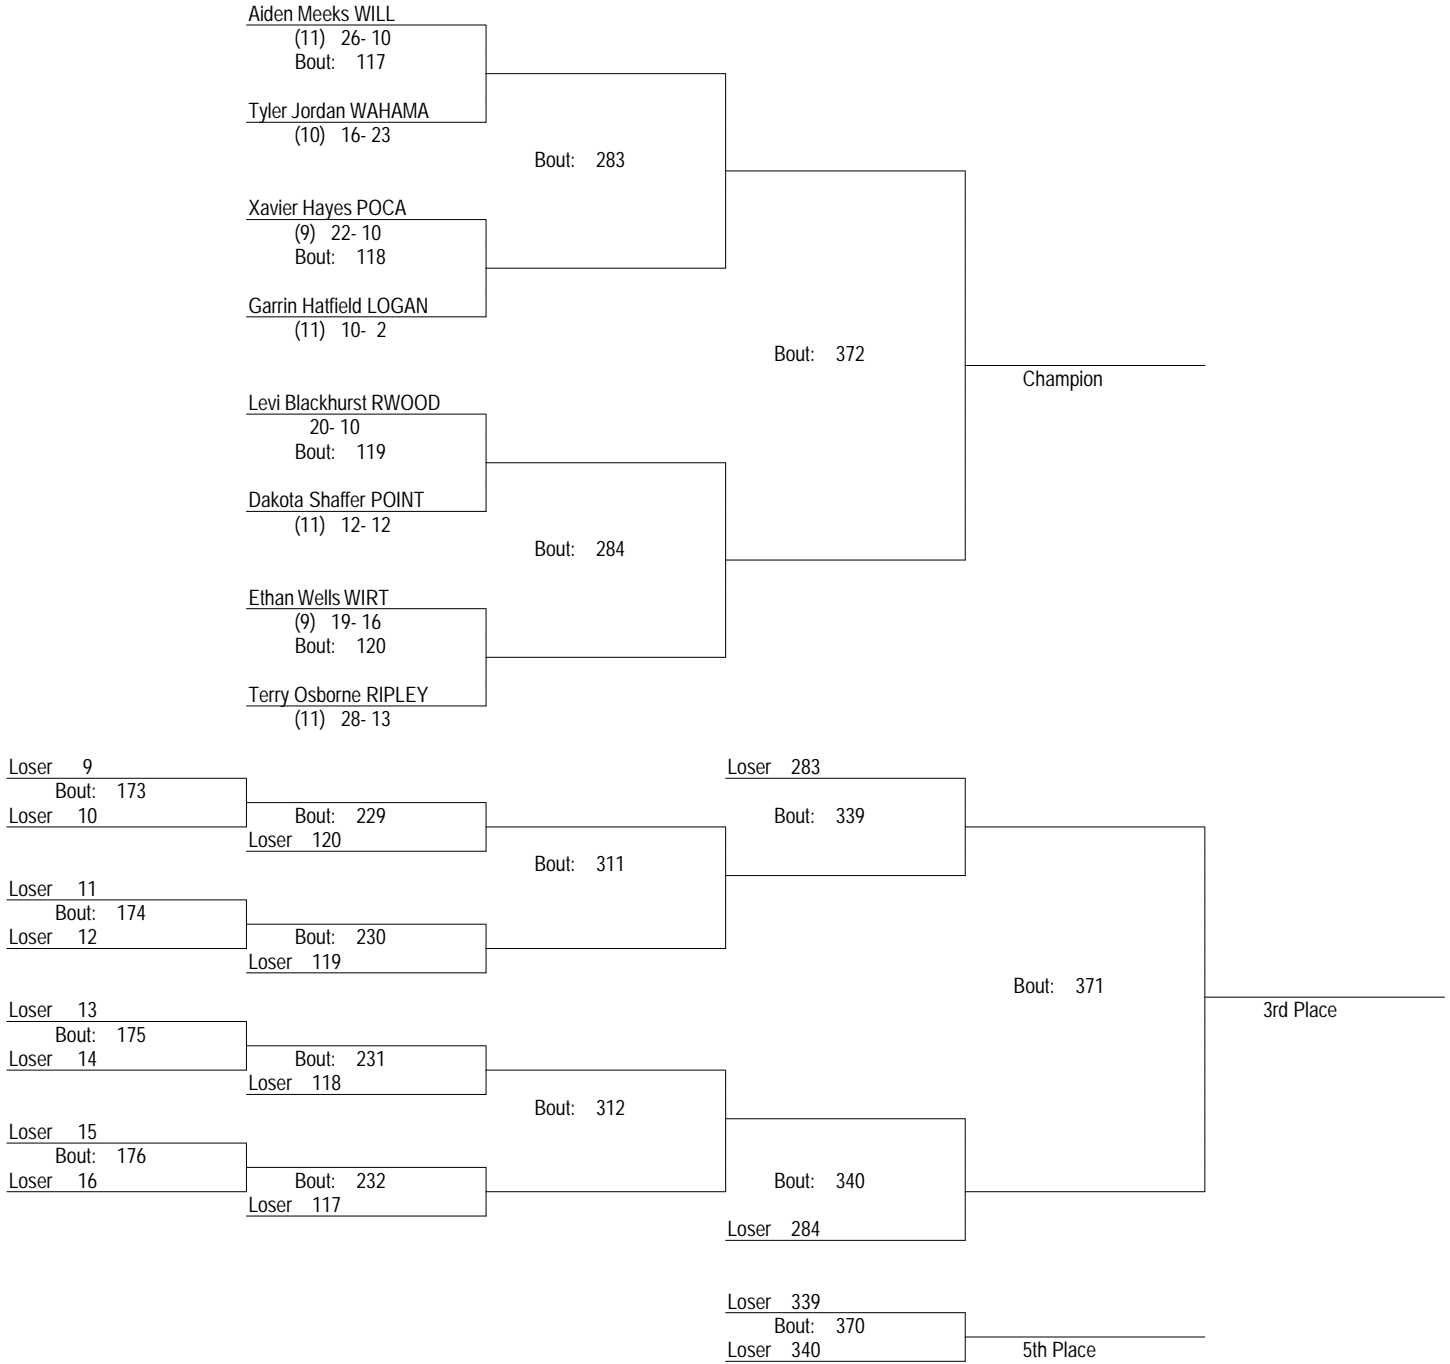 Aiden Meeks WILL
(11) 26- 10
Bout: 117
Tyler Jordan WAHAMA
(10) 16- 23
Bout: 283
Xavier Hayes POCA
(9) 22- 10
Bout: 118
Garrin Hatfield LOGAN
(11) 10- 2
Bout: 372
Champion
Levi Blackhurst RWOOD
20- 10
Bout: 119
Dakota Shaffer POINT
(11) 12- 12
Bout: 284
Ethan Wells WIRT
(9) 19- 16
Bout: 120
Terry Osborne RIPLEY
(11) 28- 13
Loser 9
Bout: 173
Loser 10
Bout: 229
Loser 120
Loser 283
Bout: 339
Bout: 311
Loser 11
Bout: 174
Loser 12
Bout: 230
Loser 119
Bout: 371
3rd Place
Loser 13
Bout: 175
Loser 14
Bout: 231
Loser 118
Bout: 312
Loser 15
Bout: 176
Loser 16
Bout: 232
Loser 117
Bout: 340
Loser 284
Loser 339
Bout: 370
Loser 340
5th Place